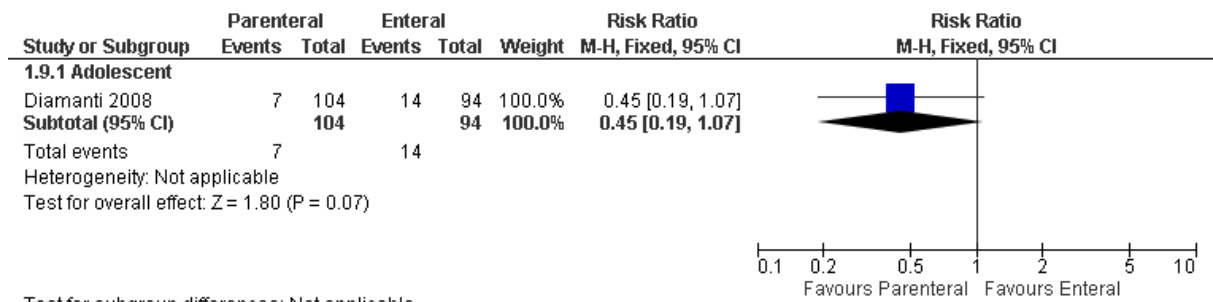 Parenteral Enteral Risk Ratio Risk Ratio
Study or Subgroup Events Total Events Total Weight M-H, Fixed, 95% CI M-H, Fixed, 95% CI
1.9.1 Adolescent
Diamanti 2008 7 104 14 94 100.0% 0.45 [0.19, 1.07]
Subtotal (95% CI) 104 94 100.0% 0.45 [0.19, 1.07]
Total events 7 14
Heterogeneity: Not applicable
Test for overall effect: Z = 1.80 (P = 0.07)
0.1 0.2 0.5 1 2 5 10
Favours Parenteral Favours Enteral
Test for subgroup differences: Not applicable